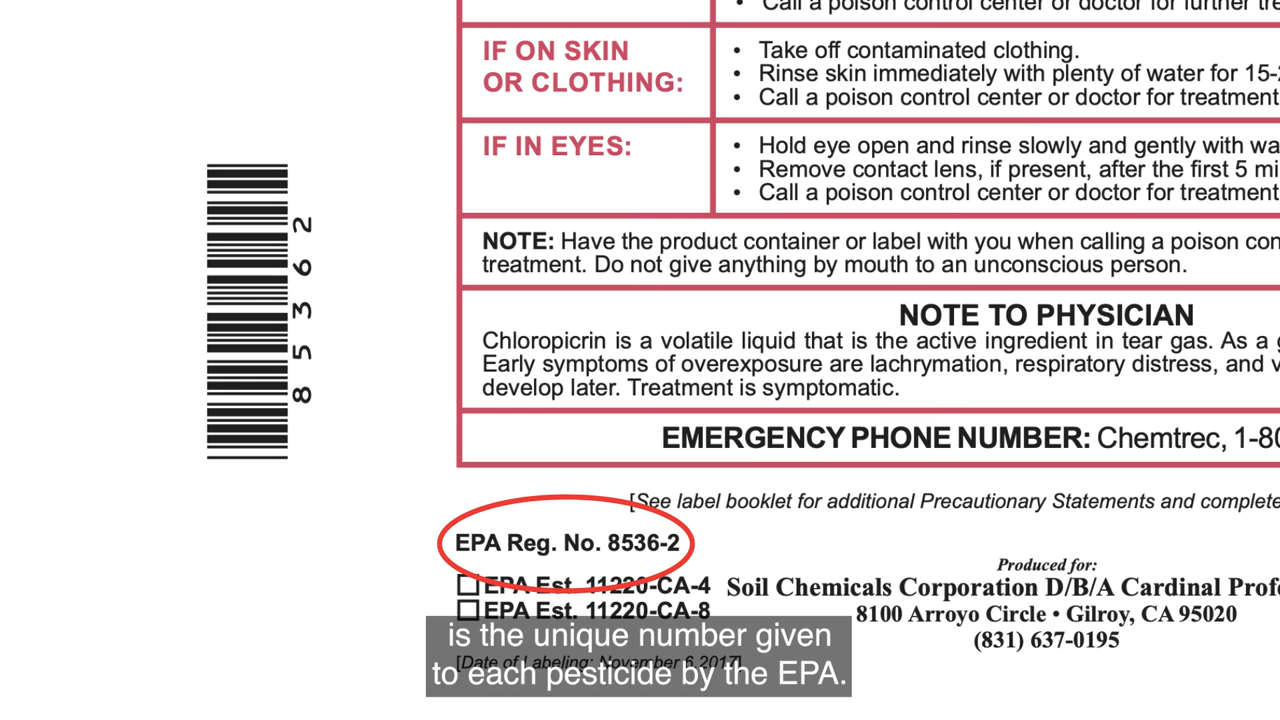 • Call a poison control center or doctor for further tre
IF ON SKIN
OR CLOTHING:
• Take off contaminated clothing.
• Rinse skin immediately with plenty of water for 15-2
• Call a poison control center or doctor for treatment
IF IN EYES:
• Hold eye open and rinse slowly and gently with wa
• Remove contact lens, if present, after the first 5 mi
• Call a poison control center or doctor for treatment
NOTE: Have the product container or label with you when calling a poison con
treatment. Do not give anything by mouth to an unconscious person.
NOTE TO PHYSICIAN
Chloropicrin is a volatile liquid that is the active ingredient in tear gas. As a g
Early symptoms of overexposure are lachrymation, respiratory distress, and v
develop later. Treatment is symptomatic.
EMERGENCY PHONE NUMBER: Chemtrec, 1-80
[See label booklet for additional Precautionary Statements and complete
85362
EPA Reg. No. 8536-2
EPA Est. 11220-CA-4
EPA Est. 11220-CA-8
[Date of Labeling: November 6,2017]
Produced for:
Soil Chemicals Corporation D/B/A Cardinal Profe
8100 Arroyo Circle • Gilroy, CA 95020
(831) 637-0195
is the unique number given
to each pesticide by the EPA.